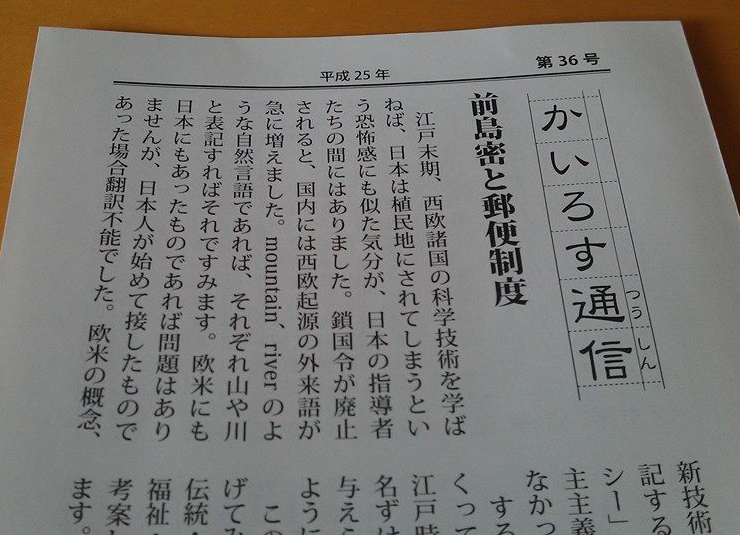 平成25年
第36号
かいろす通信
つうしん
前島密と郵便制度
江戸末期、西欧諸国の科学技術を学ば
ねば、日本は植民地にされてしまうとい
う恐怖感にも似た気分が、日本の指導者
たちの間にはありました。鎖国令が廃止
されると、国内には西欧起源の外来語が
急に増えました。mountain、river のよ
うな自然言語であれば、それぞれ山や川
と表記すればそれですみます。欧米にも
日本にもあったものであれば問題はあり
ませんが、日本人が始めて接したもので
あった場合翻訳不能でした。欧米の概念、
新技術
記する
シー」
主主義
なかっ
する
くって
江戸
名ず
与えら
ように
この
げてみ
伝統
福祉
考案
ます。